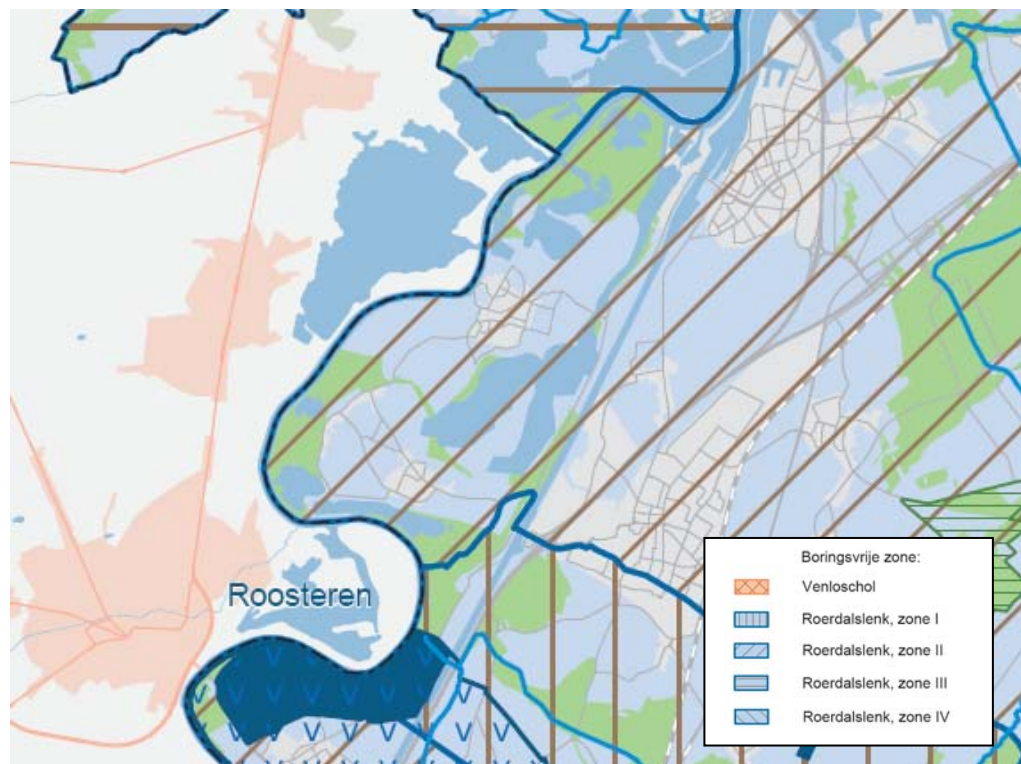 Roosteren
Boringsvrije zone:
Venloschol
Roerdalslenk, zone I
Roerdalslenk, zone II
Roerdalslenk, zone III
Roerdalslenk, zone IV